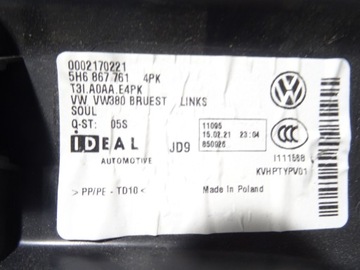 0002170221
5H6 867 761 4PK
T3I.A0AA.E4PK
VW VW380 BRUEST LINKS
SOUL
Q-ST: 05S
iDEAL
AUTOMOTIVE
JD9
11095
15.02.21 23:04
850926
I111568
KVHPTYPV01
> PP/PE - TD10 <
Made in Poland